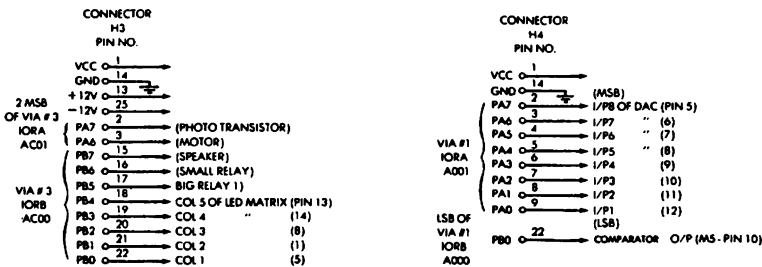 CONNECTOR
H3
PIN NO.
VCC 1
GND 14
+ 12V 13
- 12V 25
2 MSB
OF VIA # 3
IORA
AC01
PA7 2 (PHOTO TRANSISTOR)
PA6 3 (MOTOR)
VIA # 3
IORB
AC00
PB7 15 (SPEAKER)
PB6 16 (SMALL RELAY)
PB5 17 BIG RELAY 1)
PB4 18 COL 5 OF LED MATRIX (PIN 13)
PB3 19 COL 4 " (14)
PB2 20 COL 3 (8)
PB1 21 COL 2 (1)
PB0 22 COL 1 (5)
CONNECTOR
H4
PIN NO.
VCC 1
GND 14
(MSB)
VIA #1
IORA
A001
PA7 2 I/P8 OF DAC (PIN 5)
PA6 3 I/P7 " (6)
PA5 4 I/P6 " (7)
PA4 5 I/P5 " (8)
PA3 6 I/P4 (9)
PA2 7 I/P3 (10)
PA1 8 I/P2 (11)
PA0 9 I/P1 (12)
(LSB)
LSB OF
VIA #1
IORB
A000
PB0 22 COMPARATOR O/P (M5 - PIN 10)